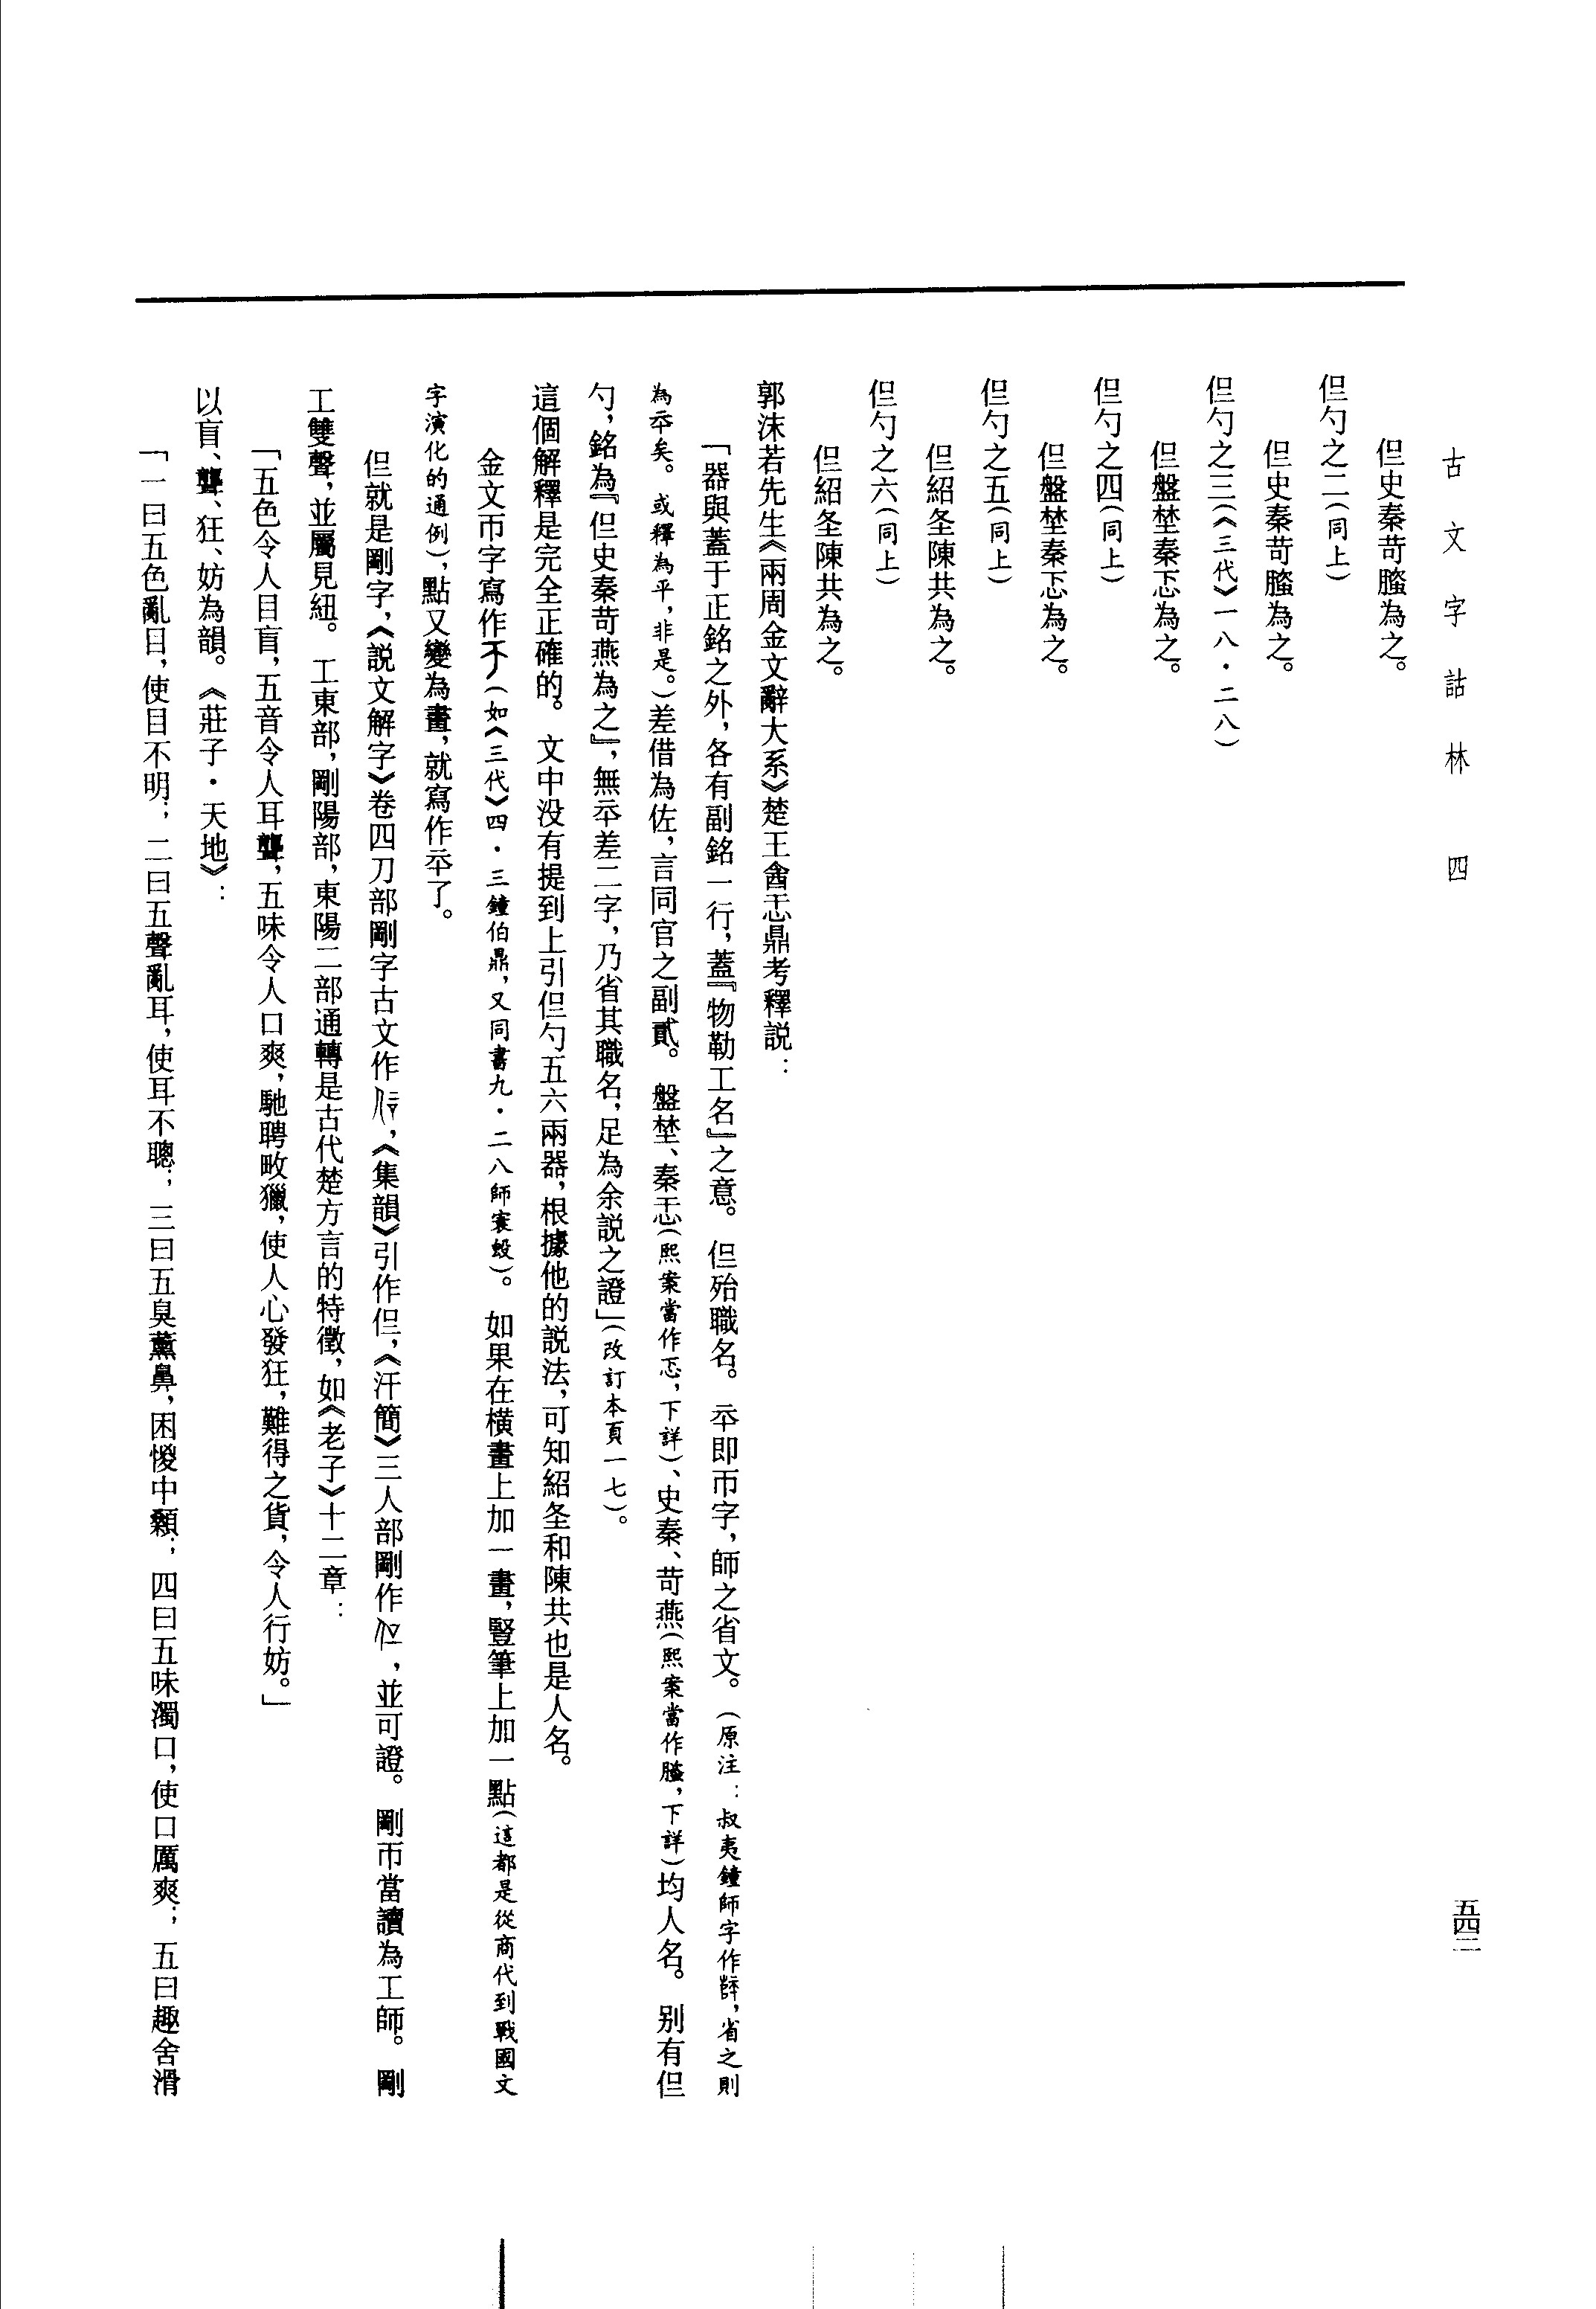 古文字詁林　四
五四二
但史秦苛䲒為之。
但勺之二（同上）
但史秦苛䲒為之。
但勺之三（《三代》一八・二八）
但盤埜秦忑為之。
但勺之四（同上）
但盤埜秦忑為之。
但勺之五（同上）
但紹圣陳共為之。
但勺之六（同上）
但紹圣陳共為之。
郭沫若先生《兩周金文辭大系》楚王酓忎鼎考釋説：
「器與蓋于正銘之外，各有副銘一行，蓋『物勒工名』之意。但殆職名。帀即帀字，師之省文。（原注：叔夷鐘師字作，省之則
為帀矣。或釋為平，非是。）差借為佐，言同官之副貳。盤埜、秦忎（熙案當作忑，下詳）、史秦、苛燕（熙案當作，下詳）均人名。别有但
勺，銘為『但史秦苛燕為之』，無帀差二字，乃省其職名，足為余説之證」（改訂本頁一七）。
這個解釋是完全正確的。文中没有提到上引但勺五六兩器，根據他的説法，可知紹圣和陳共也是人名。
金文帀字寫作（如《三代》四・三鐘伯鼎，又同書九・二八師寰𣪘）。如果在橫畫上加一畫，豎筆上加一點（這都是從商代到戰國文
字演化的通例），點又變為畫，就寫作了。
但就是剛字，《説文解字》卷四刀部剛字古文作，《集韻》引作但，《汗簡》三人部剛作，並可證。剛帀當讀為工師。剛
工雙聲，並屬見紐。工東部，剛陽部，東陽二部通轉是古代楚方言的特徵，如《老子》十二章：
「五色令人目盲，五音令人耳聾，五味令人口爽，馳騁畋獵，使人心發狂，難得之貨，令人行妨。」
以盲、聾、狂、妨為韻。《莊子・天地》：
「一曰五色亂目，使目不明；二曰五聲亂耳，使耳不聰；三曰五臭薰鼻，困惾中顙；四曰五味濁口，使口厲爽；五曰趣舍滑